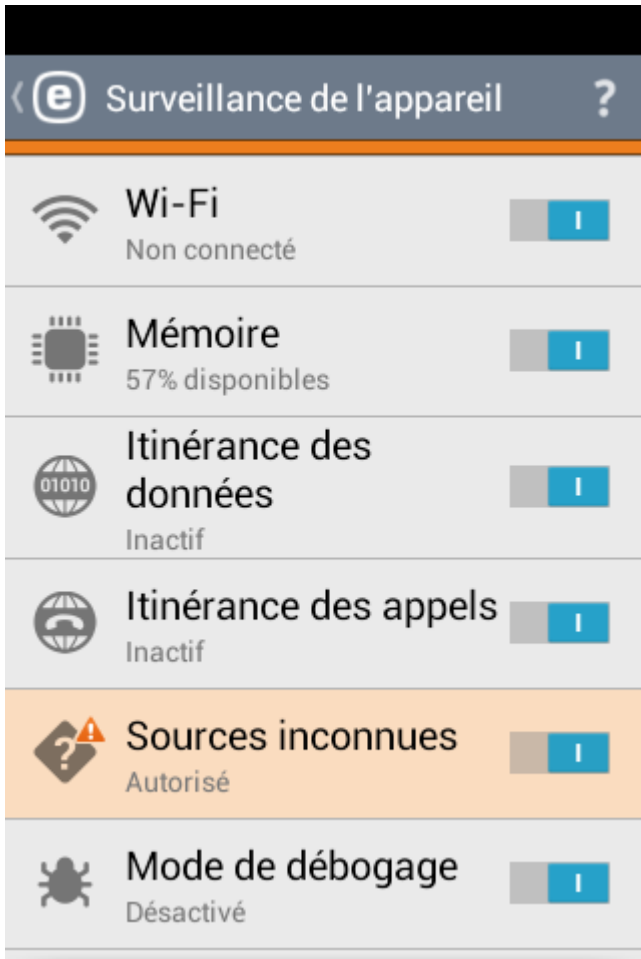 e Surveillance de l'appareil ?
Wi-Fi
Non connecté
Mémoire
57% disponibles
Itinérance des
données
01010
Inactif
Itinérance des appels
Inactif
Sources inconnues
Autorisé
Mode de débogage
Désactivé